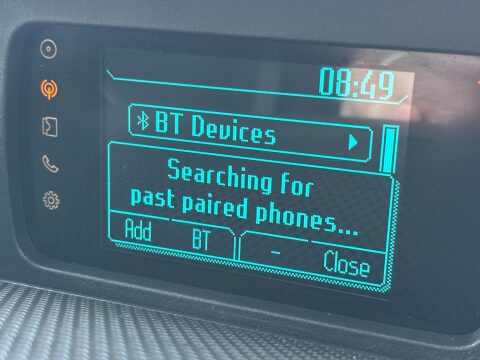 08:49
BT Devices
Searching for
past paired phones...
Add BT - Close